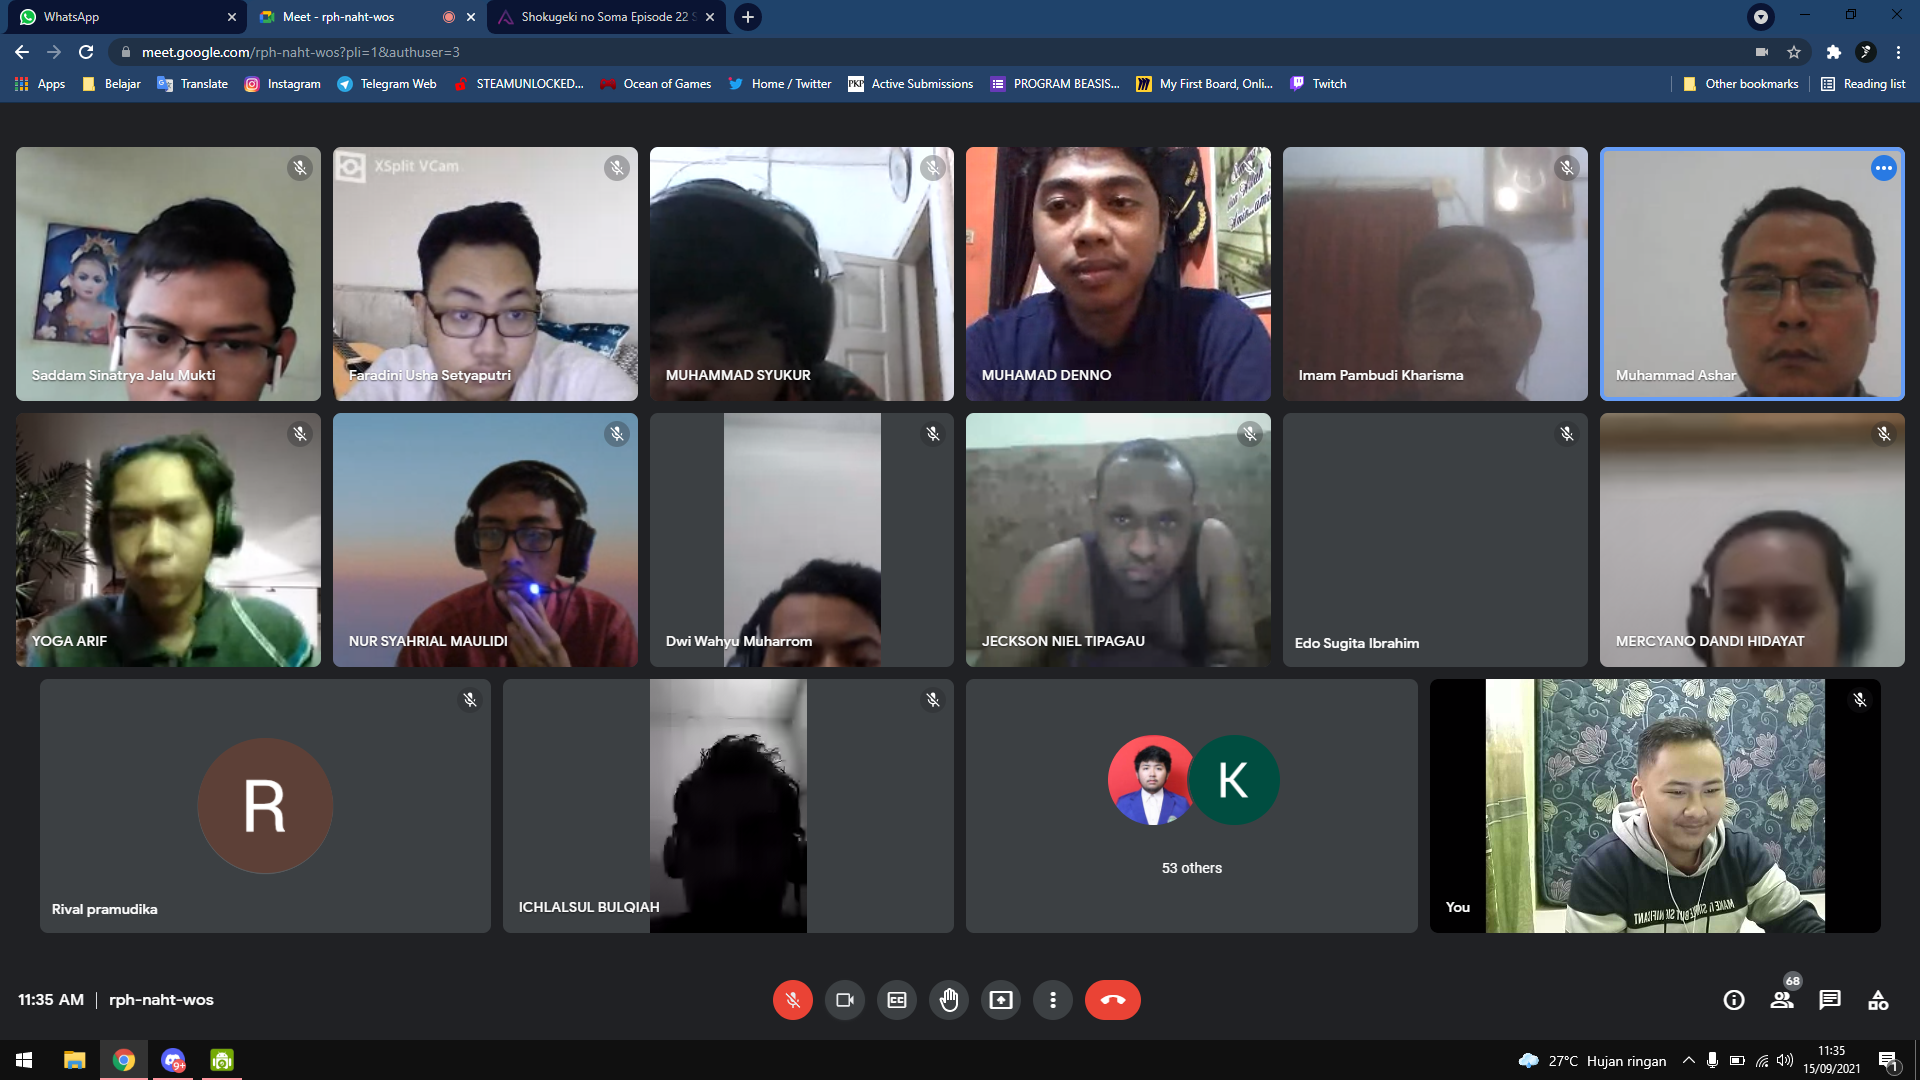 WhatsApp
Meet - rph-naht-wos
Shokugeki no Soma Episode 22 S
meet.google.com/rph-naht-wos?pli=1&authuser=3
Apps
Belajar
Translate
Instagram
Telegram Web
STEAMUNLOCKED...
Ocean of Games
Home / Twitter
PKP Active Submissions
PROGRAM BEASIS...
My First Board, Onli...
Twitch
Other bookmarks
Reading list
XSplit VCam
Saddam Sinatrya Jalu Mukti
Faradini Usha Setyaputri
MUHAMMAD SYUKUR
MUHAMAD DENNO
Imam Pambudi Kharisma
Muhammad Ashar
YOGA ARIF
NUR SYAHRIAL MAULIDI
Dwi Wahyu Muharrom
JECKSON NIEL TIPAGAU
Edo Sugita Ibrahim
MERCYANO DANDI HIDAYAT
R
Rival pramudika
ICHLALSUL BULQIAH
K
53 others
You
11:35 AM | rph-naht-wos
CC
68
9+
27°C Hujan ringan
11:35
15/09/2021
1